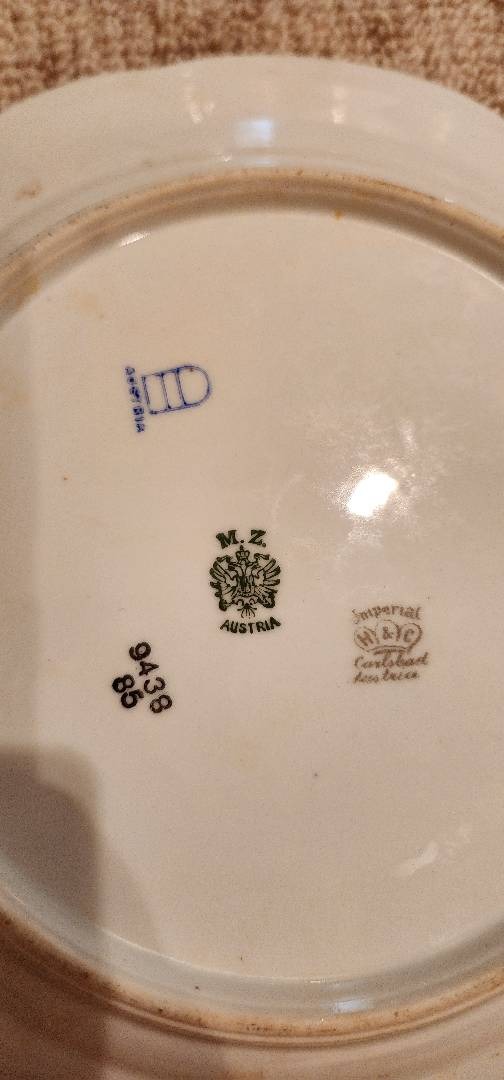 AUSTRIA
M. Z.
AUSTRIA
Imperial
H & C
Carlsbad
Austria
9438
85